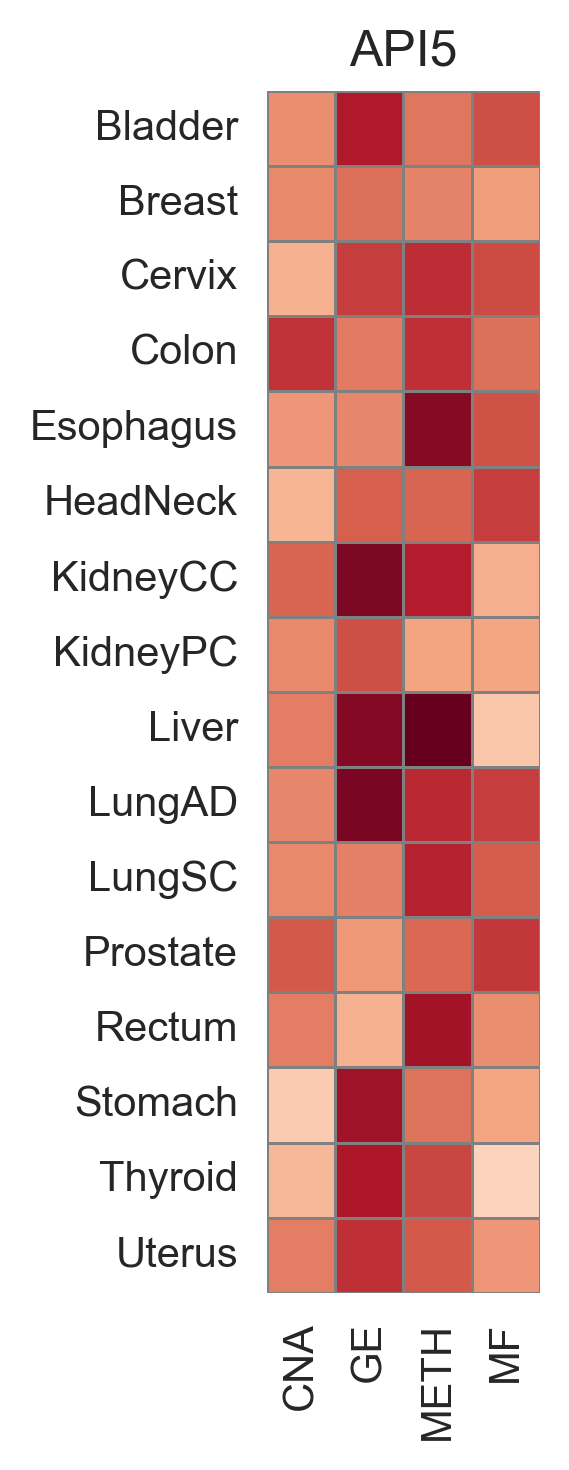 API5
Bladder
Breast
Cervix
Colon
Esophagus
HeadNeck
KidneyCC
KidneyPC
Liver
LungAD
LungSC
Prostate
Rectum
Stomach
Thyroid
Uterus
CNA
GE
METH
MF